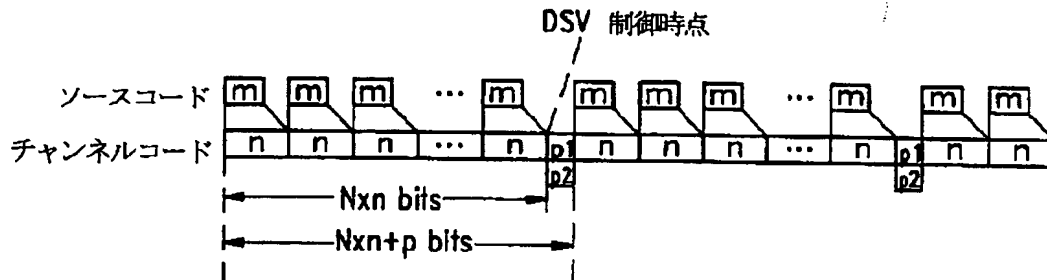 DSV 制御時点
ソースコード m m m ... m m m m ... m m m
チャンネルコード n n n ... n p1 n n n ... n p1 n n
p2 p2
Nxn bits
Nxn+p bits